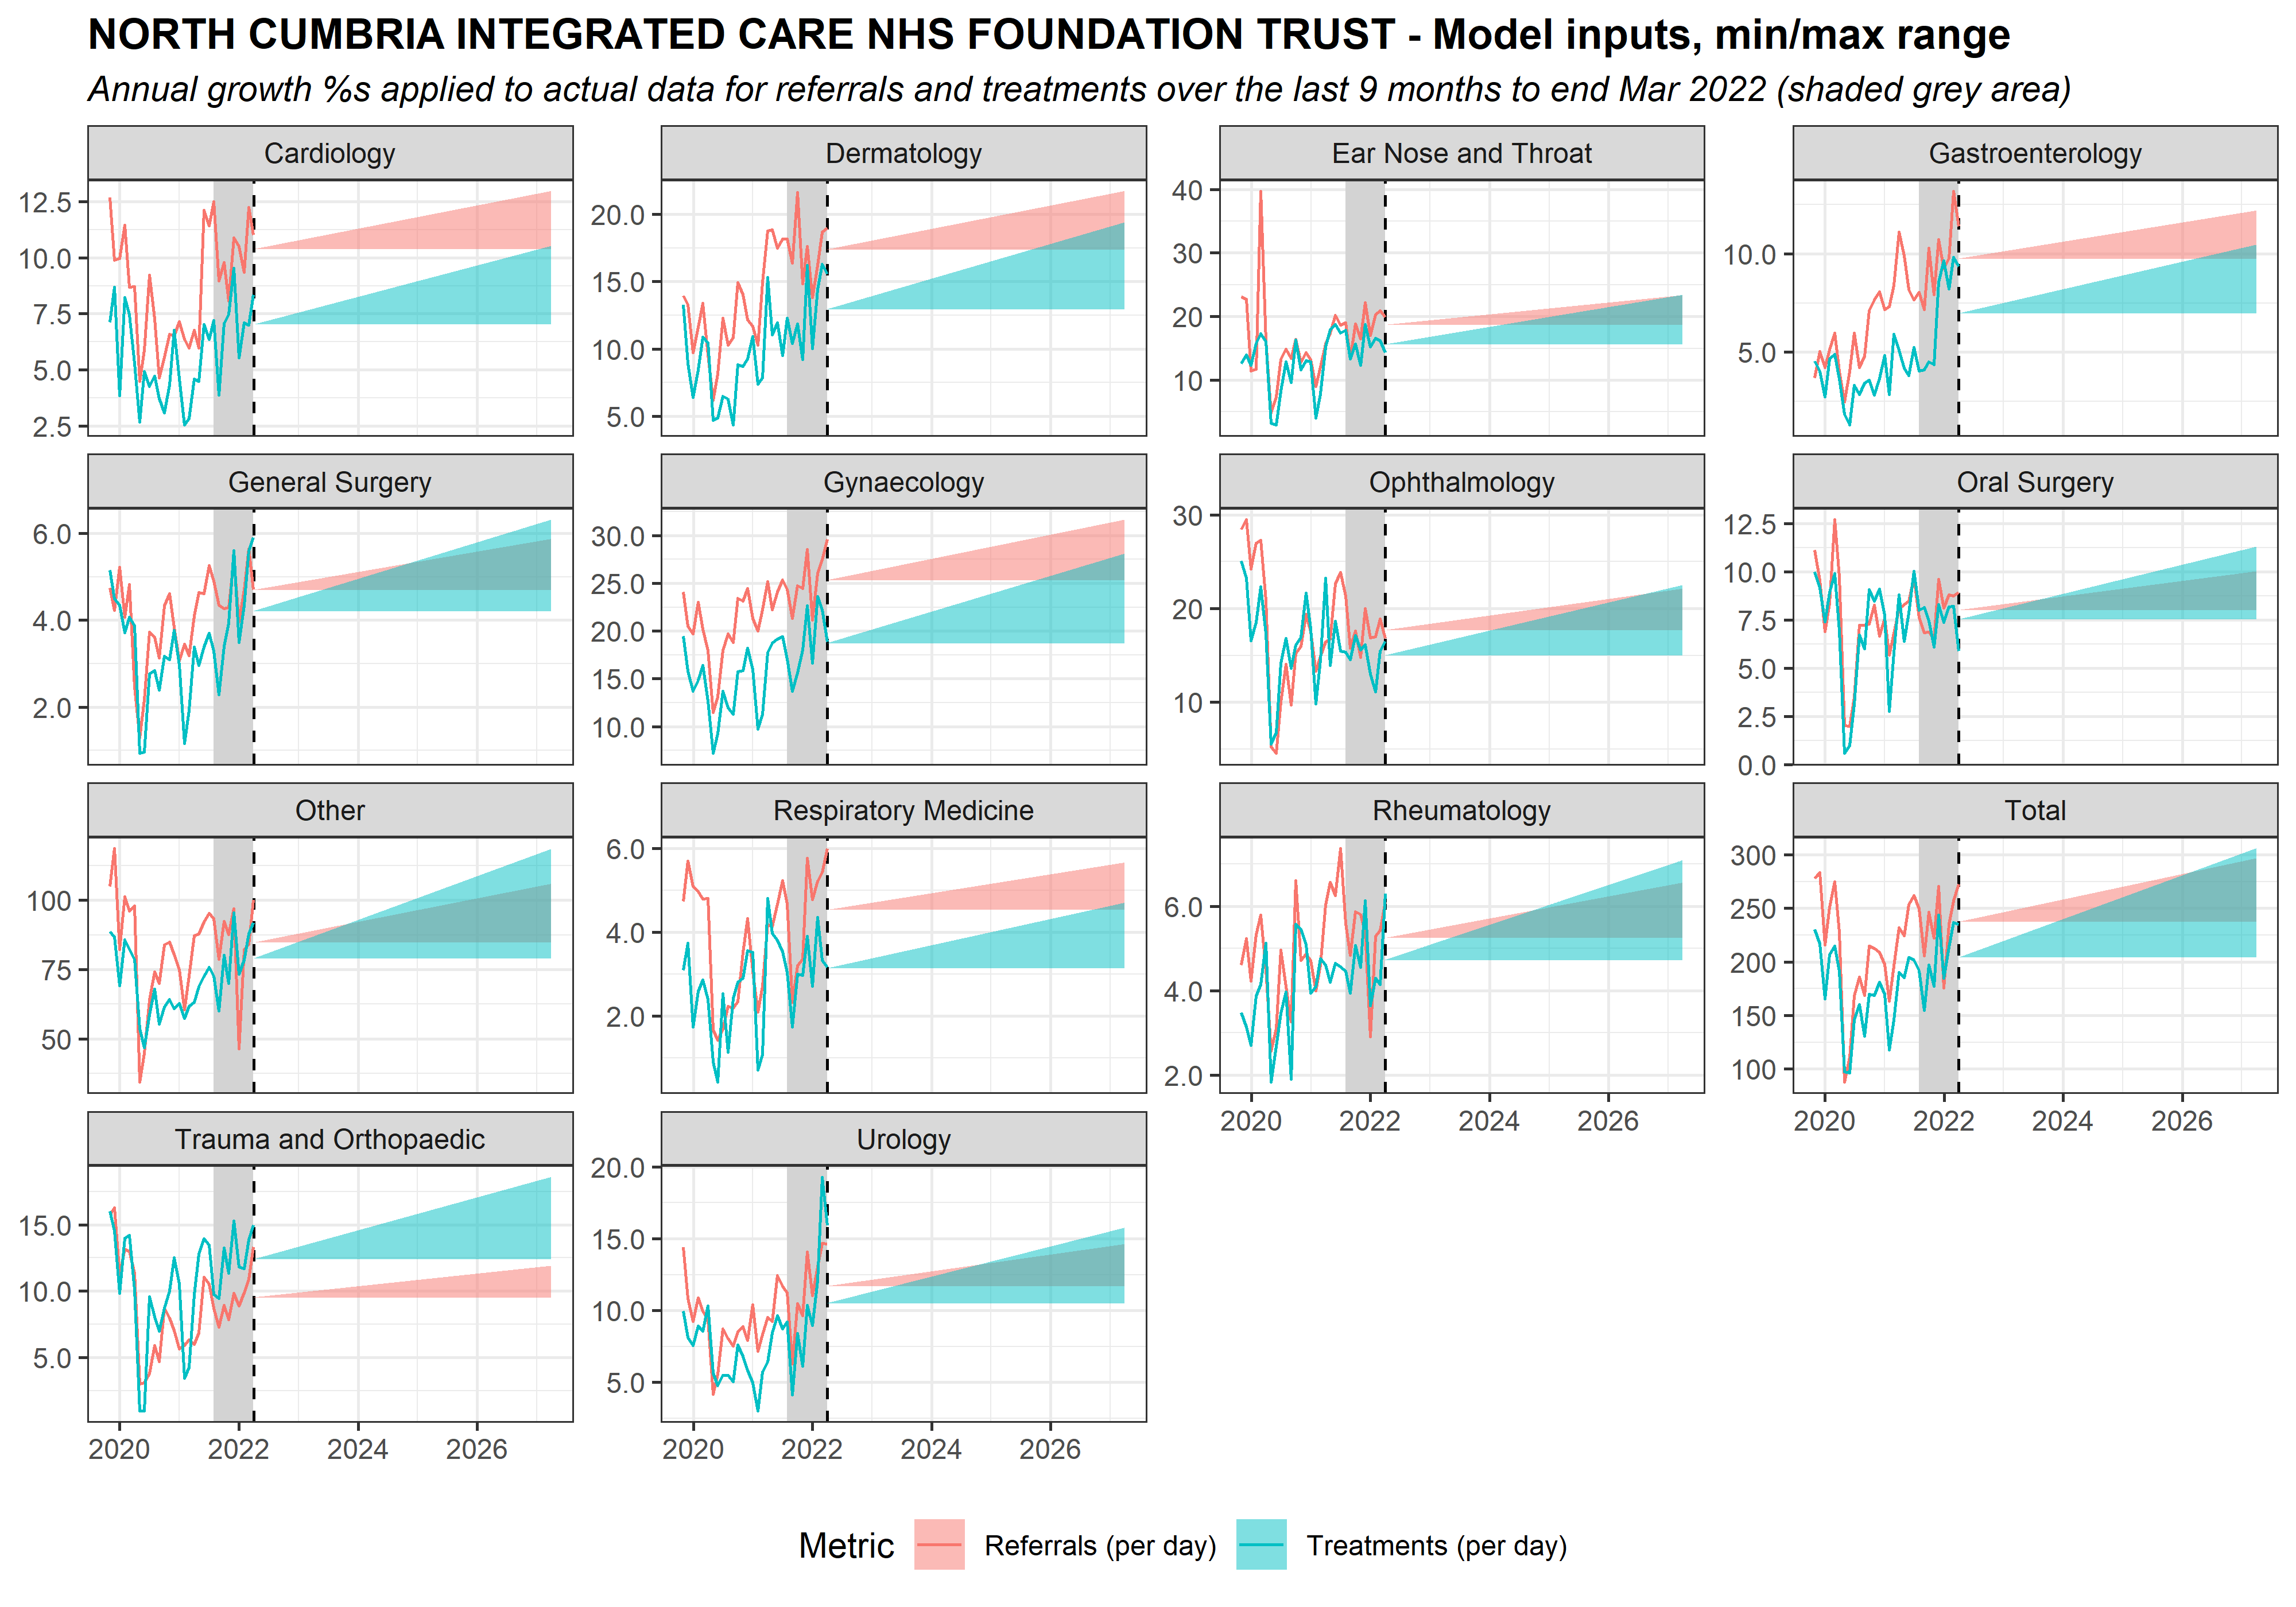 NORTH CUMBRIA INTEGRATED CARE NHS FOUNDATION TRUST - Model inputs, min/max range
Annual growth %s applied to actual data for referrals and treatments over the last 9 months to end Mar 2022 (shaded grey area)
Cardiology
Dermatology
Ear Nose and Throat
Gastroenterology
12.5
10.0
7.5
5.0
2.5
20.0
15.0
10.0
5.0
40
30
20
10
10.0
5.0
General Surgery
Gynaecology
Ophthalmology
Oral Surgery
6.0
4.0
2.0
30.0
25.0
20.0
15.0
10.0
30
20
10
12.5
10.0
7.5
5.0
2.5
0.0
Other
Respiratory Medicine
Rheumatology
Total
100
75
50
6.0
4.0
2.0
6.0
4.0
2.0
300
250
200
150
100
2020 2022 2024 2026
2020 2022 2024 2026
Trauma and Orthopaedic
Urology
15.0
10.0
5.0
20.0
15.0
10.0
5.0
2020 2022 2024 2026
2020 2022 2024 2026
Metric Referrals (per day) Treatments (per day)